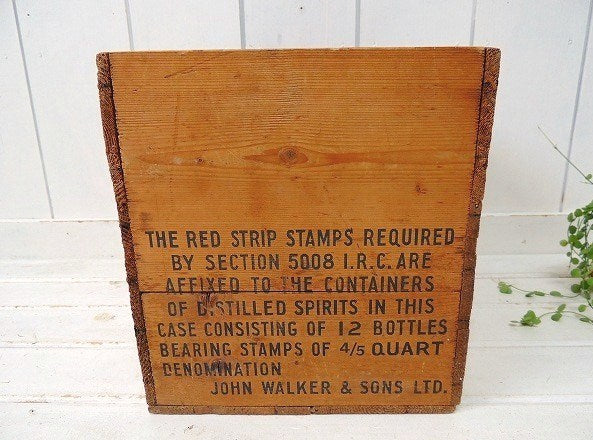 THE RED STRIP STAMPS REQUIRED
BY SECTION 5008 I.R.C. ARE
AFFIXED TO THE CONTAINERS
OF DISTILLED SPIRITS IN THIS
CASE CONSISTING OF 12 BOTTLES
BEARING STAMPS OF 4/5 QUART
DENOMINATION
JOHN WALKER & SONS LTD.